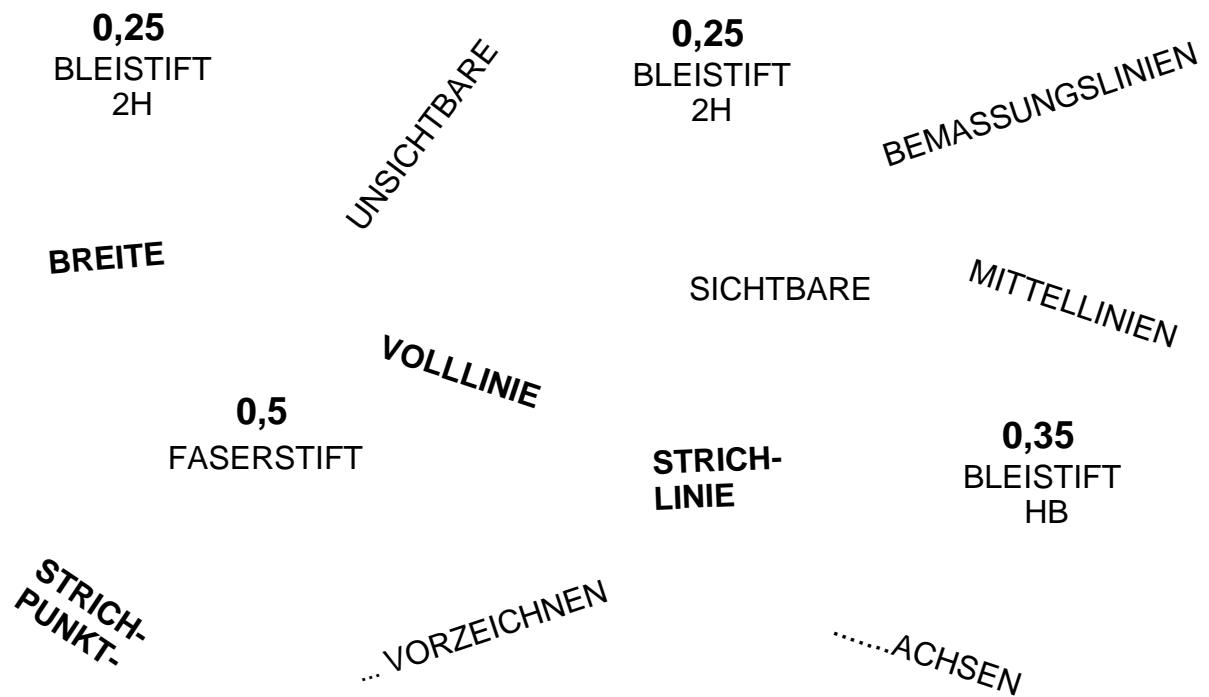 0,25
BLEISTIFT
2H
UNSICHTBARE
0,25
BLEISTIFT
2H
BEMASSUNGSLINIEN
BREITE
SICHTBARE
MITTELLINIEN
VOLLLINIE
0,5
FASERSTIFT
STRICH-
LINIE
0,35
BLEISTIFT
HB
STRICH-
PUNKT-
... VORZEICHNEN
.......ACHSEN